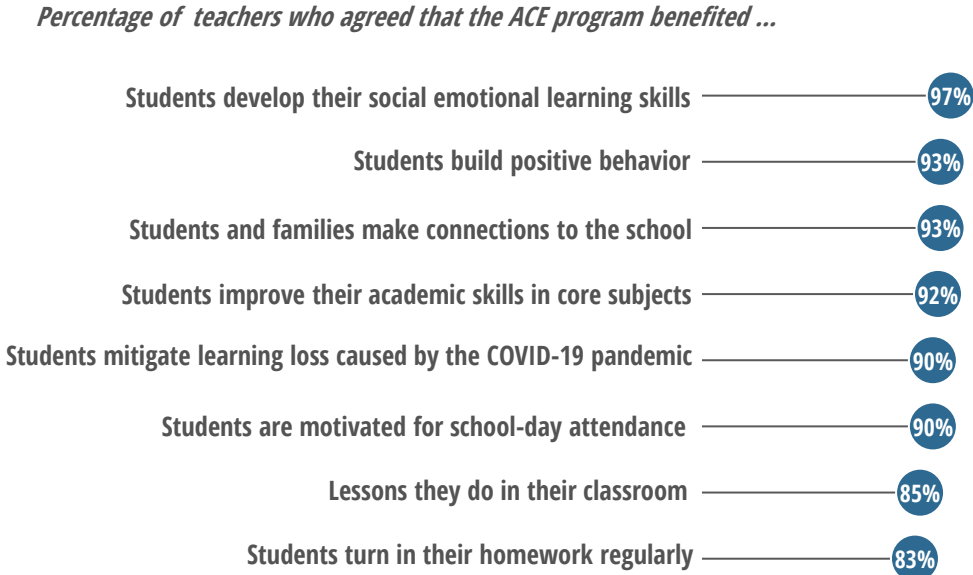 Percentage of teachers who agreed that the ACE program benefited ...
Students develop their social emotional learning skills 97%
Students build positive behavior 93%
Students and families make connections to the school 93%
Students improve their academic skills in core subjects 92%
Students mitigate learning loss caused by the COVID-19 pandemic 90%
Students are motivated for school-day attendance 90%
Lessons they do in their classroom 85%
Students turn in their homework regularly 83%